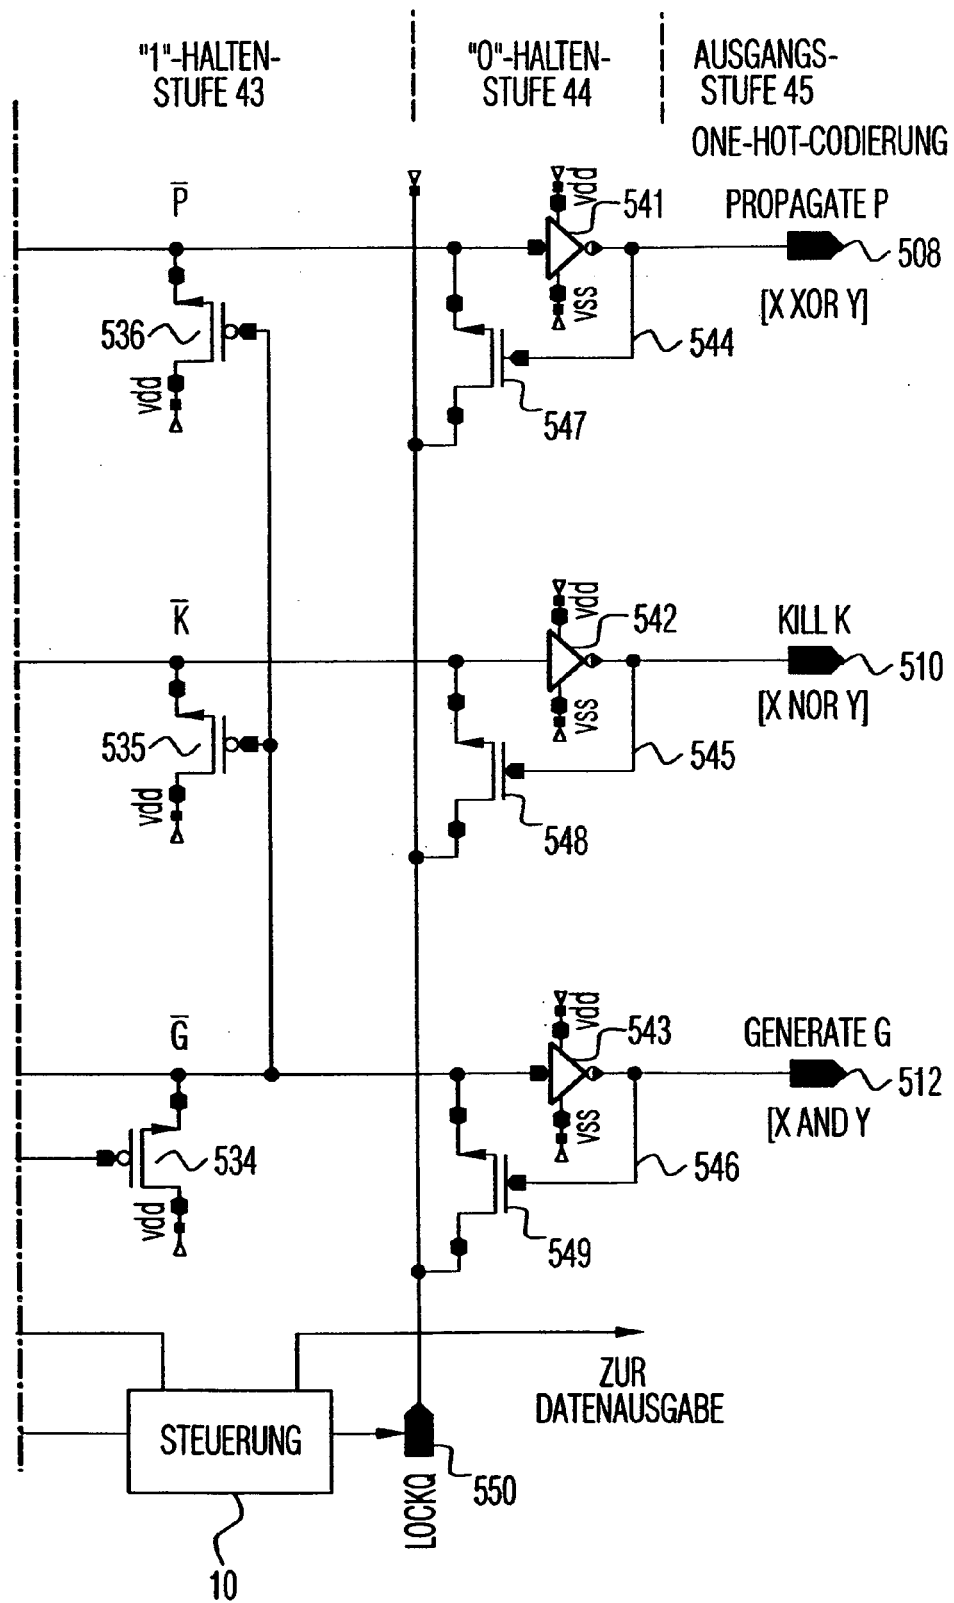 "1"-HALTEN-
STUFE 43
"0"-HALTEN-
STUFE 44
AUSGANGS-
STUFE 45
ONE-HOT-CODIERUNG
P̅
vdd
541
PROPAGATE P
508
vss
[X XOR Y]
536
544
vdd
547
K̅
vdd
542
KILL K
510
vss
[X NOR Y]
535
545
vdd
548
G̅
vdd
543
GENERATE G
512
vss
[X AND Y
534
546
vdd
549
ZUR
DATENAUSGABE
STEUERUNG
LOCKQ
550
10